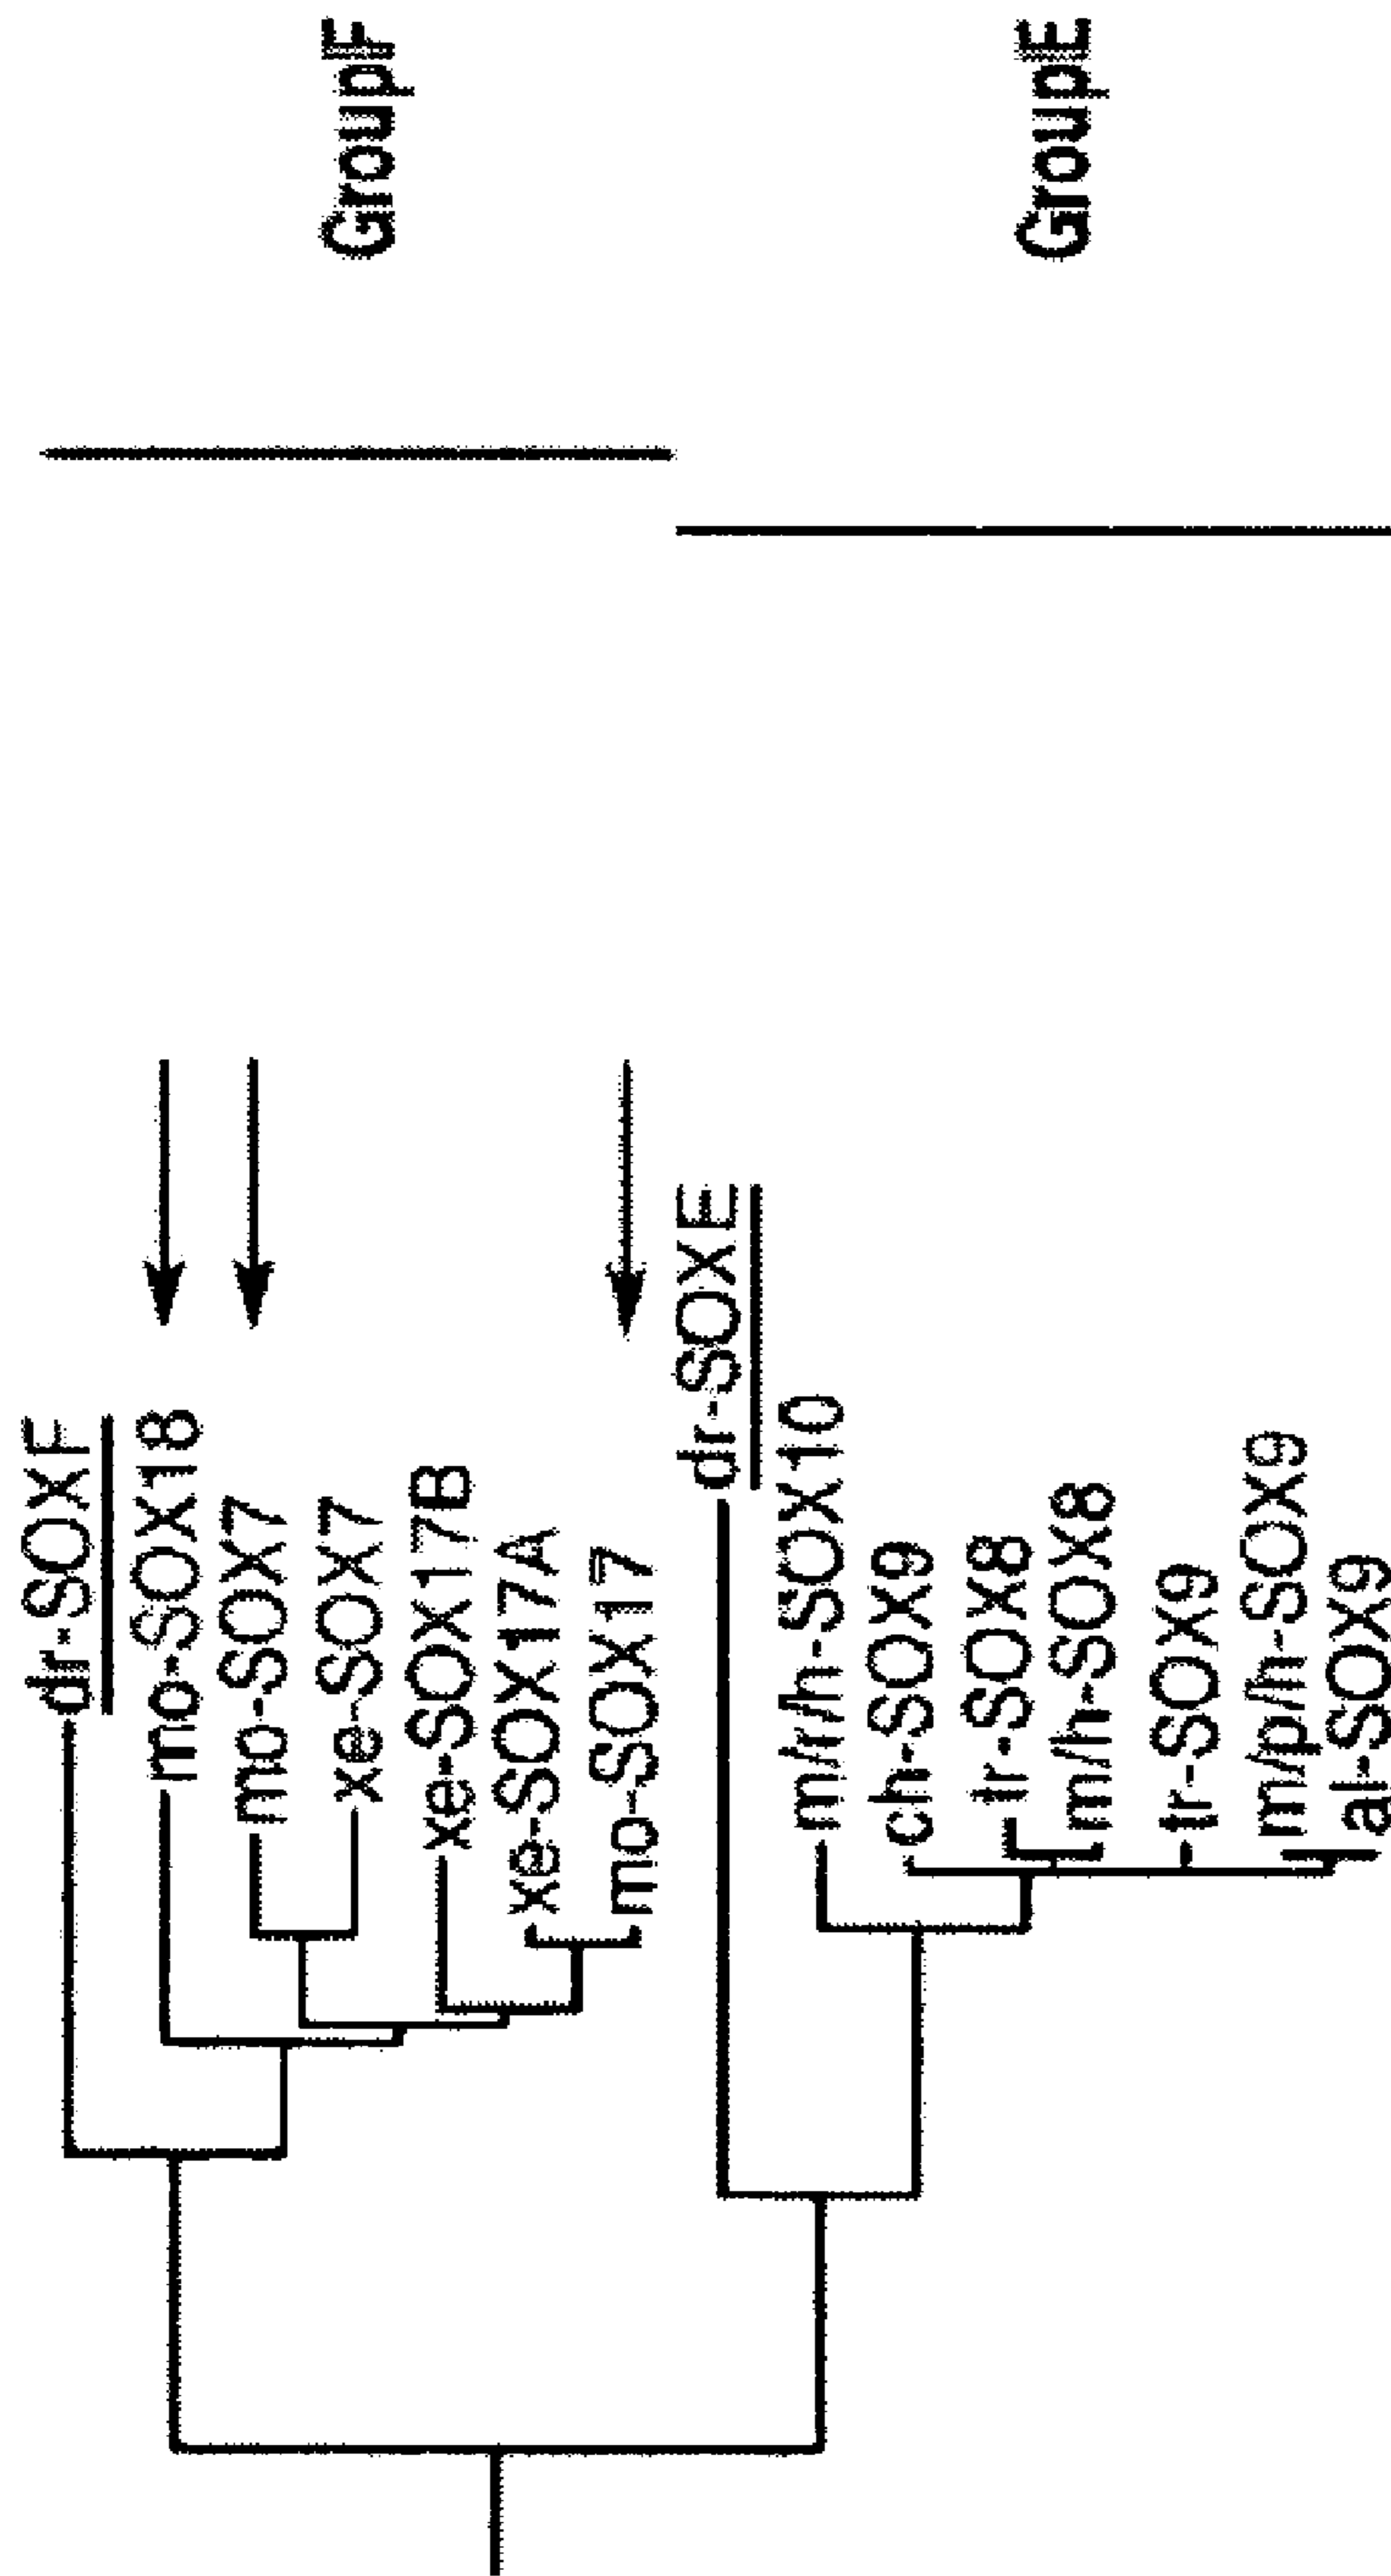 GroupF
GroupE
dr-SOXF
mo-SOX18
mo-SOX7
xe-SOX7
xe-SOX17B
xe-SOX17A
mo-SOX17
dr-SOXE
m/r/h-SOX10
ch-SOX9
tr-SOX8
m/h-SOX8
tr-SOX9
m/p/h-SOX9
al-SOX9